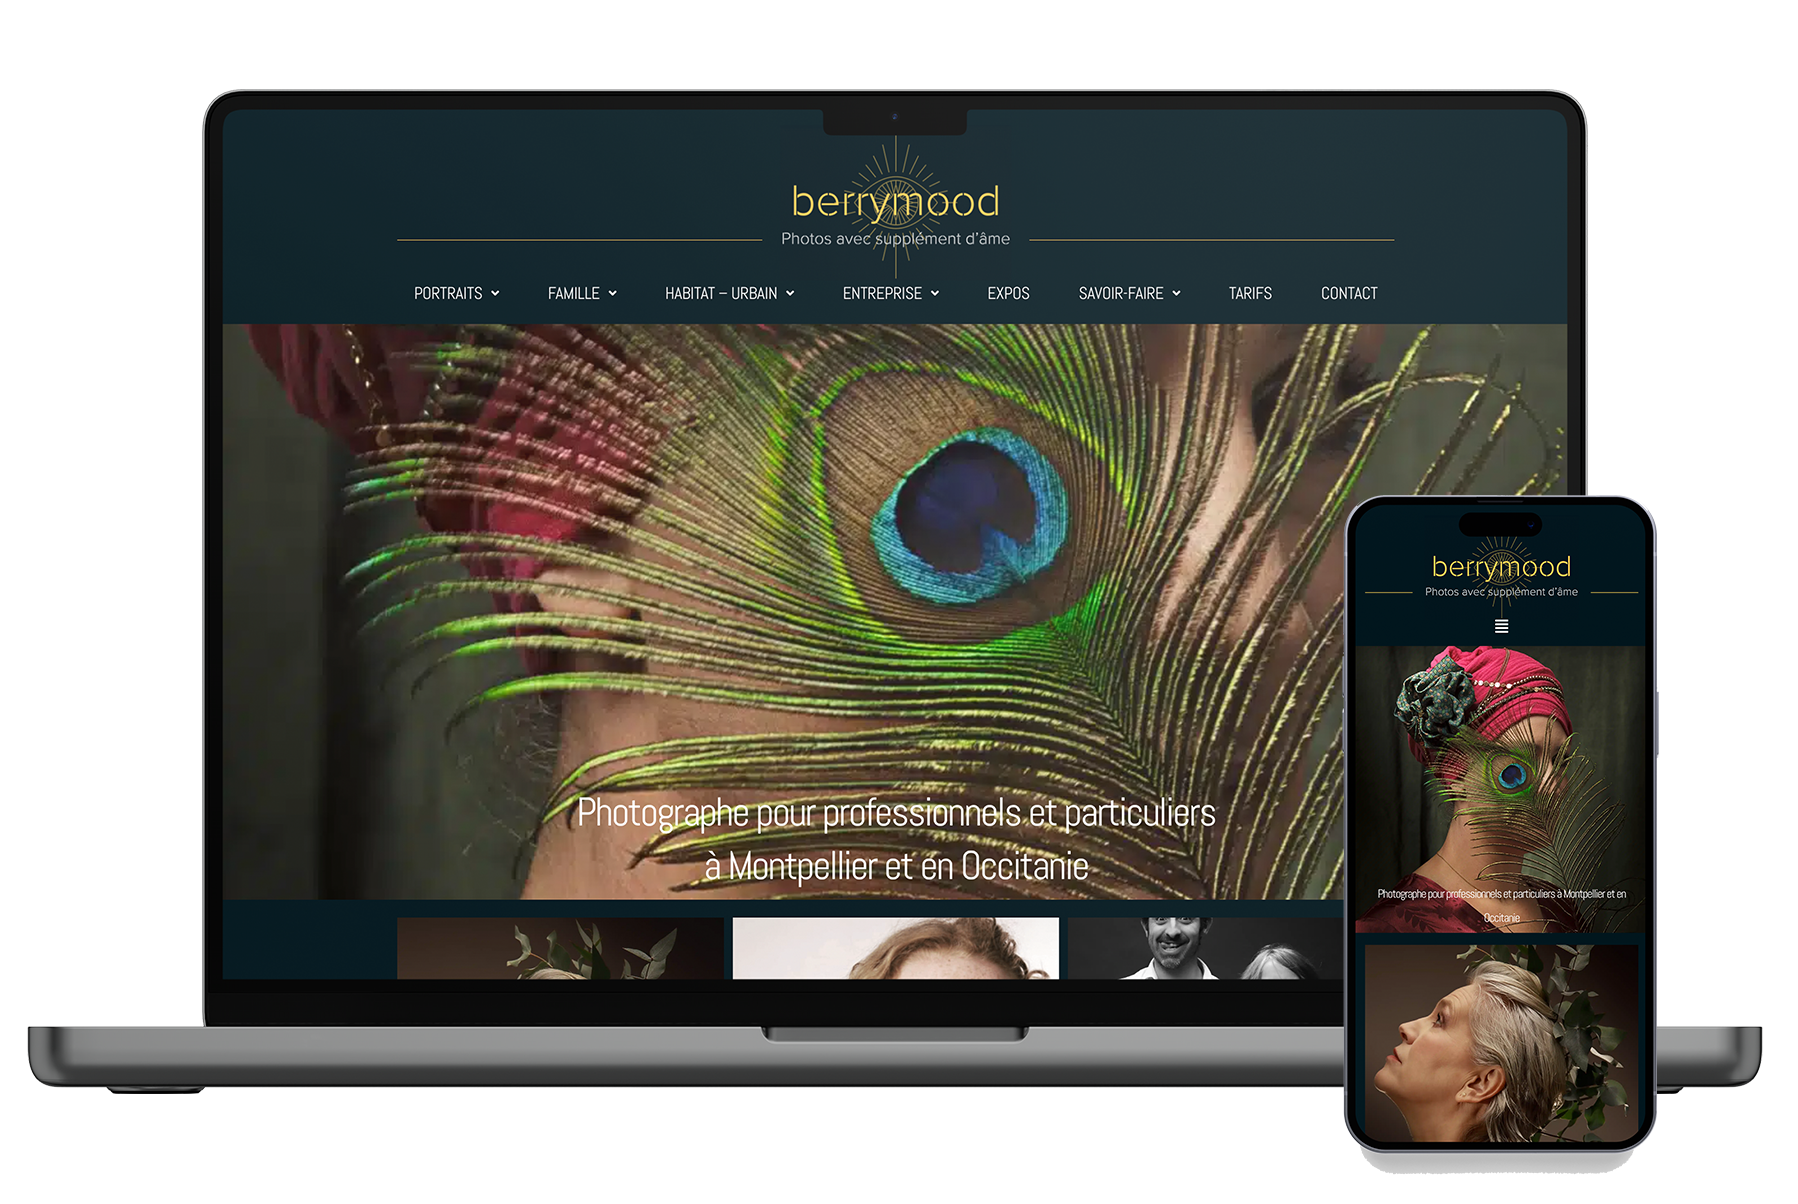 berrymood
Photos avec supplément d'âme
PORTRAITS FAMILLE HABITAT – URBAIN ENTREPRISE EXPOS SAVOIR-FAIRE TARIFS CONTACT
Photographe pour professionnels et particuliers
à Montpellier et en Occitanie
berrymood
Photos avec supplément d'âme
Photographe pour professionnels et particuliers à Montpellier et en
Occitanie